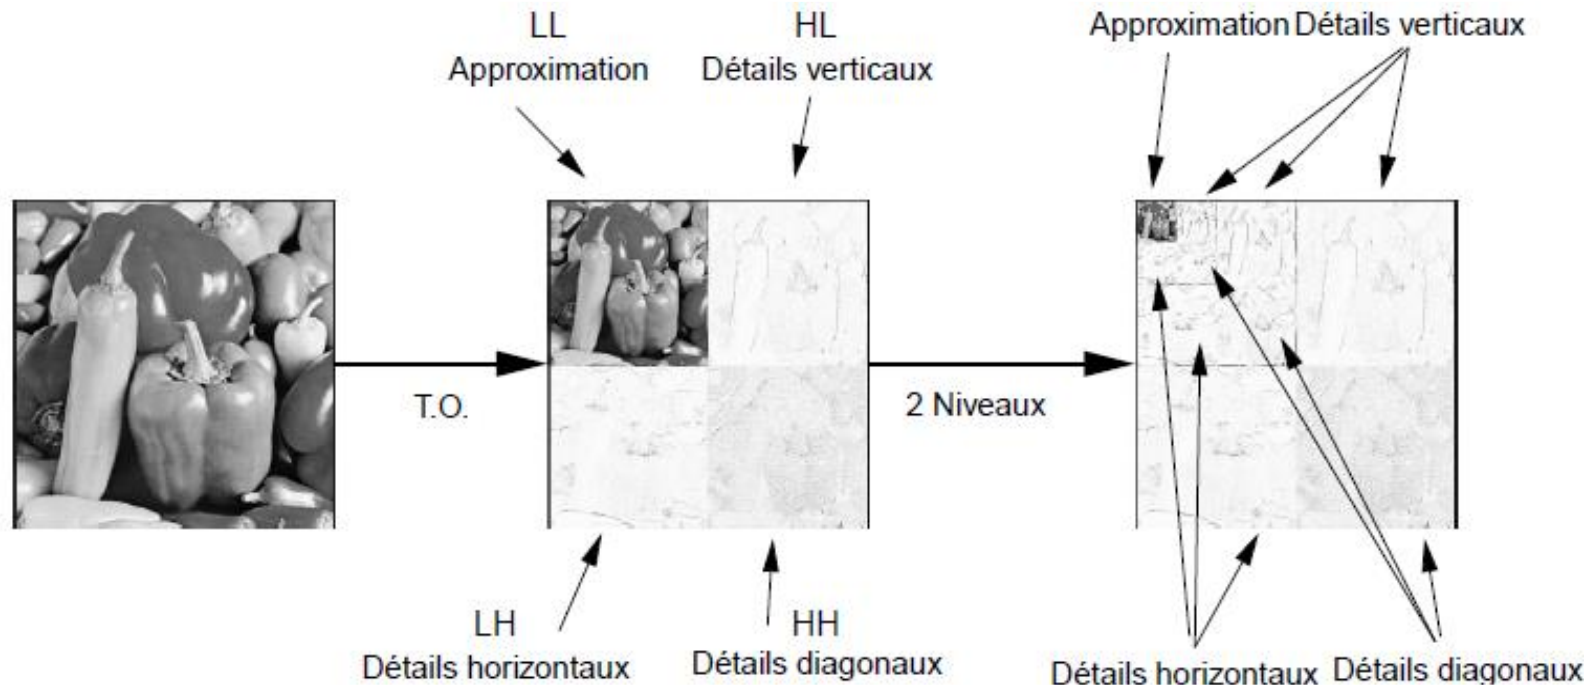 LL
Approximation
HL
Détails verticaux
Approximation Détails verticaux
T.O.
2 Niveaux
LH
Détails horizontaux
HH
Détails diagonaux
Détails horizontaux Détails diagonaux